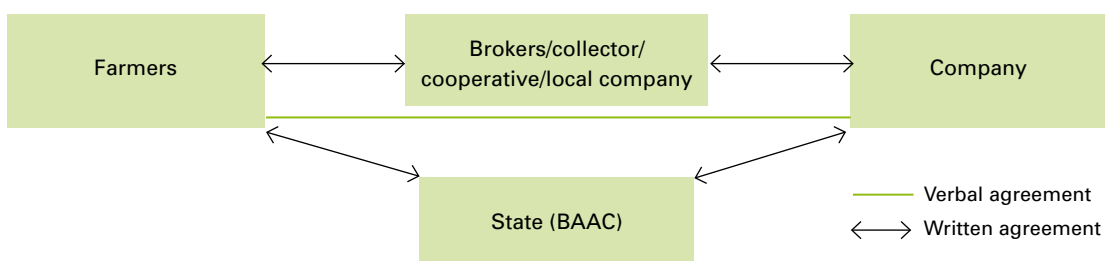 Farmers
Brokers/collector/
cooperative/local company
Company
State (BAAC)
Verbal agreement
Written agreement